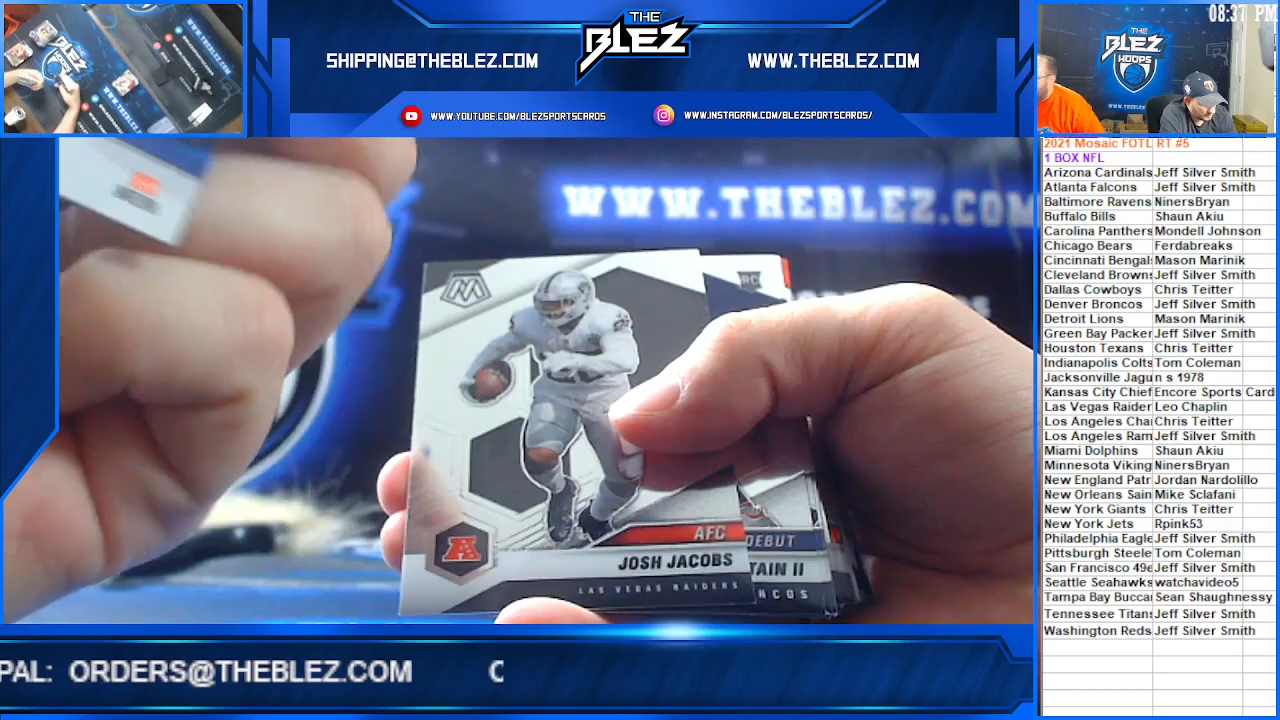 08:37 PM
THE
BLEZ
SHIPPING@THEBLEZ.COM
WWW.THEBLEZ.COM
WWW.YOUTUBE.COM/BLEZSPORTSCARDS
WWW.INSTAGRAM.COM/BLEZSPORTSCARDS/
THE
BLEZ
HOOPS
WWW.THEBLEZ.COM
RC
AFC
JOSH JACOBS
LAS VEGAS RAIDERS
DEBUT
TAIN II
NCOS
2021 Mosaic FOTL RT #5
1 BOX NFL
Arizona Cardinals Jeff Silver Smith
Atlanta Falcons Jeff Silver Smith
Baltimore Ravens NinersBryan
Buffalo Bills Shaun Akiu
Carolina Panthers Mondell Johnson
Chicago Bears Ferdabreaks
Cincinnati Bengal Mason Marinik
Cleveland Browns Jeff Silver Smith
Dallas Cowboys Chris Teitter
Denver Broncos Jeff Silver Smith
Detroit Lions Mason Marinik
Green Bay Packer Jeff Silver Smith
Houston Texans Chris Teitter
Indianapolis Colts Tom Coleman
Jacksonville Jagu n s 1978
Kansas City Chief Encore Sports Card
Las Vegas Raider Leo Chaplin
Los Angeles Cha Chris Teitter
Los Angeles Ram Jeff Silver Smith
Miami Dolphins Shaun Akiu
Minnesota Viking NinersBryan
New England Patr Jordan Nardolillo
New Orleans Sain Mike Sclafani
New York Giants Chris Teitter
New York Jets Rpink53
Philadelphia Eagle Jeff Silver Smith
Pittsburgh Steele Tom Coleman
San Francisco 49e Jeff Silver Smith
Seattle Seahawks watchavideo5
Tampa Bay Bucca Sean Shaughnessy
Tennessee Titans Jeff Silver Smith
Washington Reds Jeff Silver Smith
PAL: ORDERS@THEBLEZ.COM C